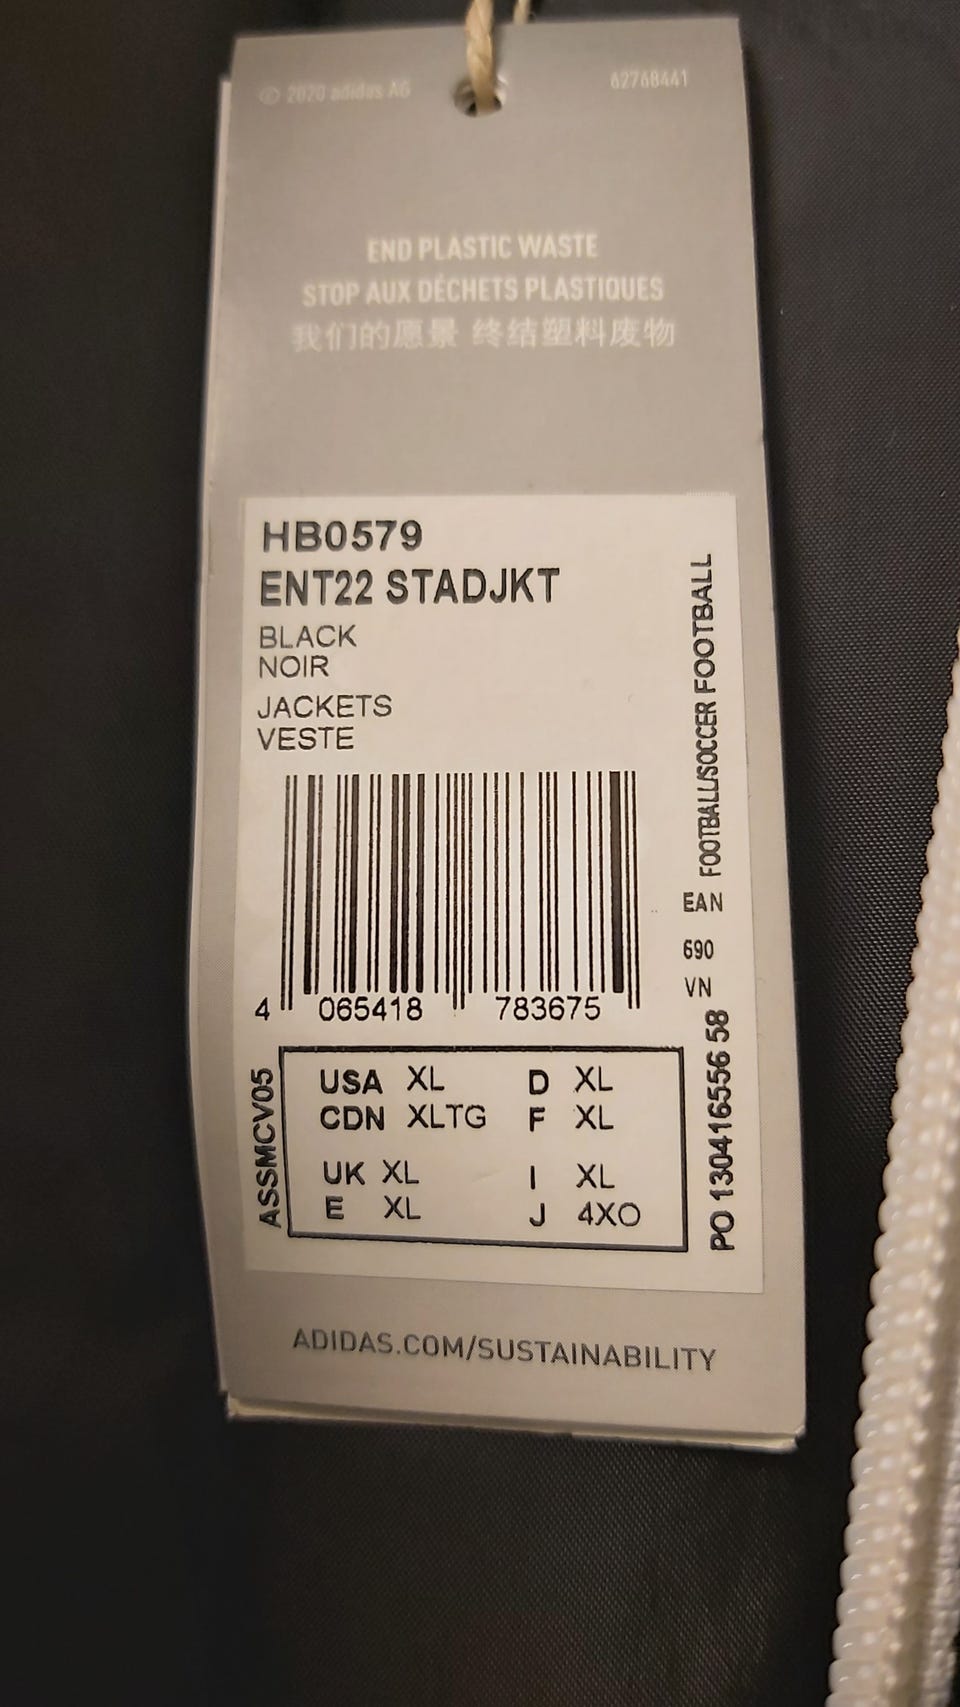 © 2020 adidas AG
62768441
END PLASTIC WASTE
STOP AUX DÉCHETS PLASTIQUES
我们的愿景 终结塑料废物
HB0579
ENT22 STADJKT
BLACK
NOIR
JACKETS
VESTE
FOOTBALL/SOCCER FOOTBALL
EAN
690
VN
4 065418 783675
PO 130416556 58
ASSMCV05
USA XL D XL
CDN XLTG F XL
UK XL I XL
E XL J 4XO
ADIDAS.COM/SUSTAINABILITY